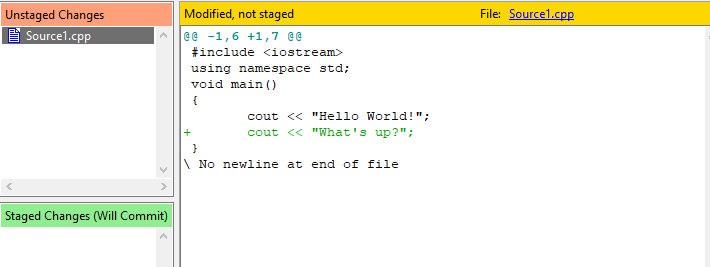 Unstaged Changes
Source1.cpp
Staged Changes (Will Commit)
Modified, not staged File: Source1.cpp
@@ -1,6 +1,7 @@
 #include <iostream>
 using namespace std;
 void main()
 {
        cout << "Hello World!";
+       cout << "What's up?";
 }
\ No newline at end of file